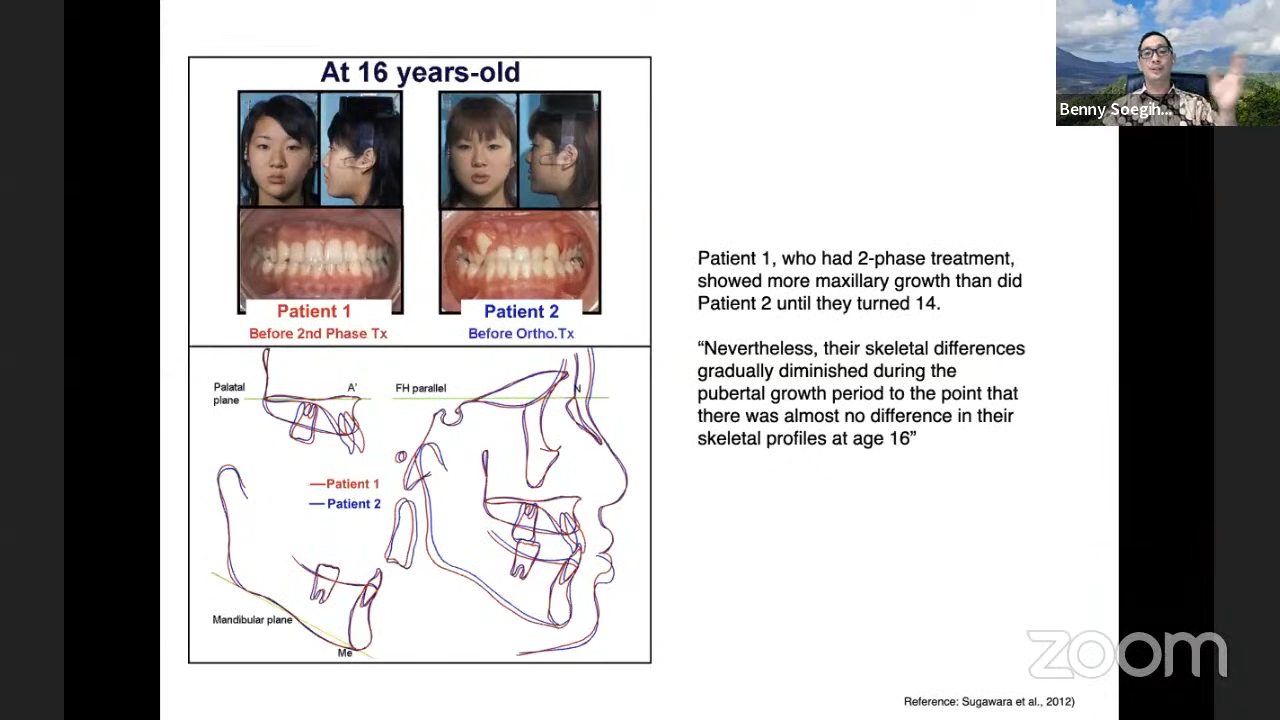 At 16 years-old
Patient 1
Before 2nd Phase Tx
Patient 2
Before Ortho.Tx
Palatal
plane
A'
FH parallel
N
Patient 1
Patient 2
Mandibular plane
Me
Patient 1, who had 2-phase treatment,
showed more maxillary growth than did
Patient 2 until they turned 14.
“Nevertheless, their skeletal differences
gradually diminished during the
pubertal growth period to the point that
there was almost no difference in their
skeletal profiles at age 16”
Reference: Sugawara et al., 2012)
Benny Soegih...
zoom